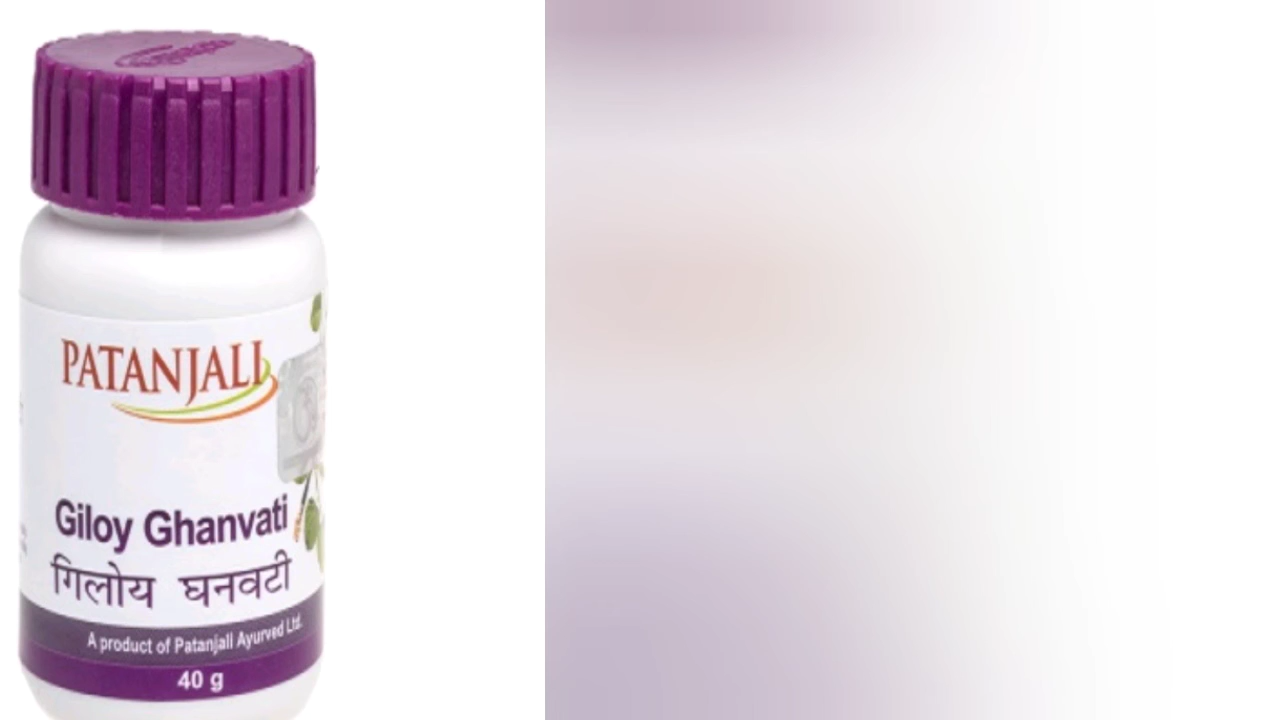 PATANJALI
Giloy Ghanvati
गिलोय घनवटी
A product of Patanjali Ayurved Ltd.
40 g